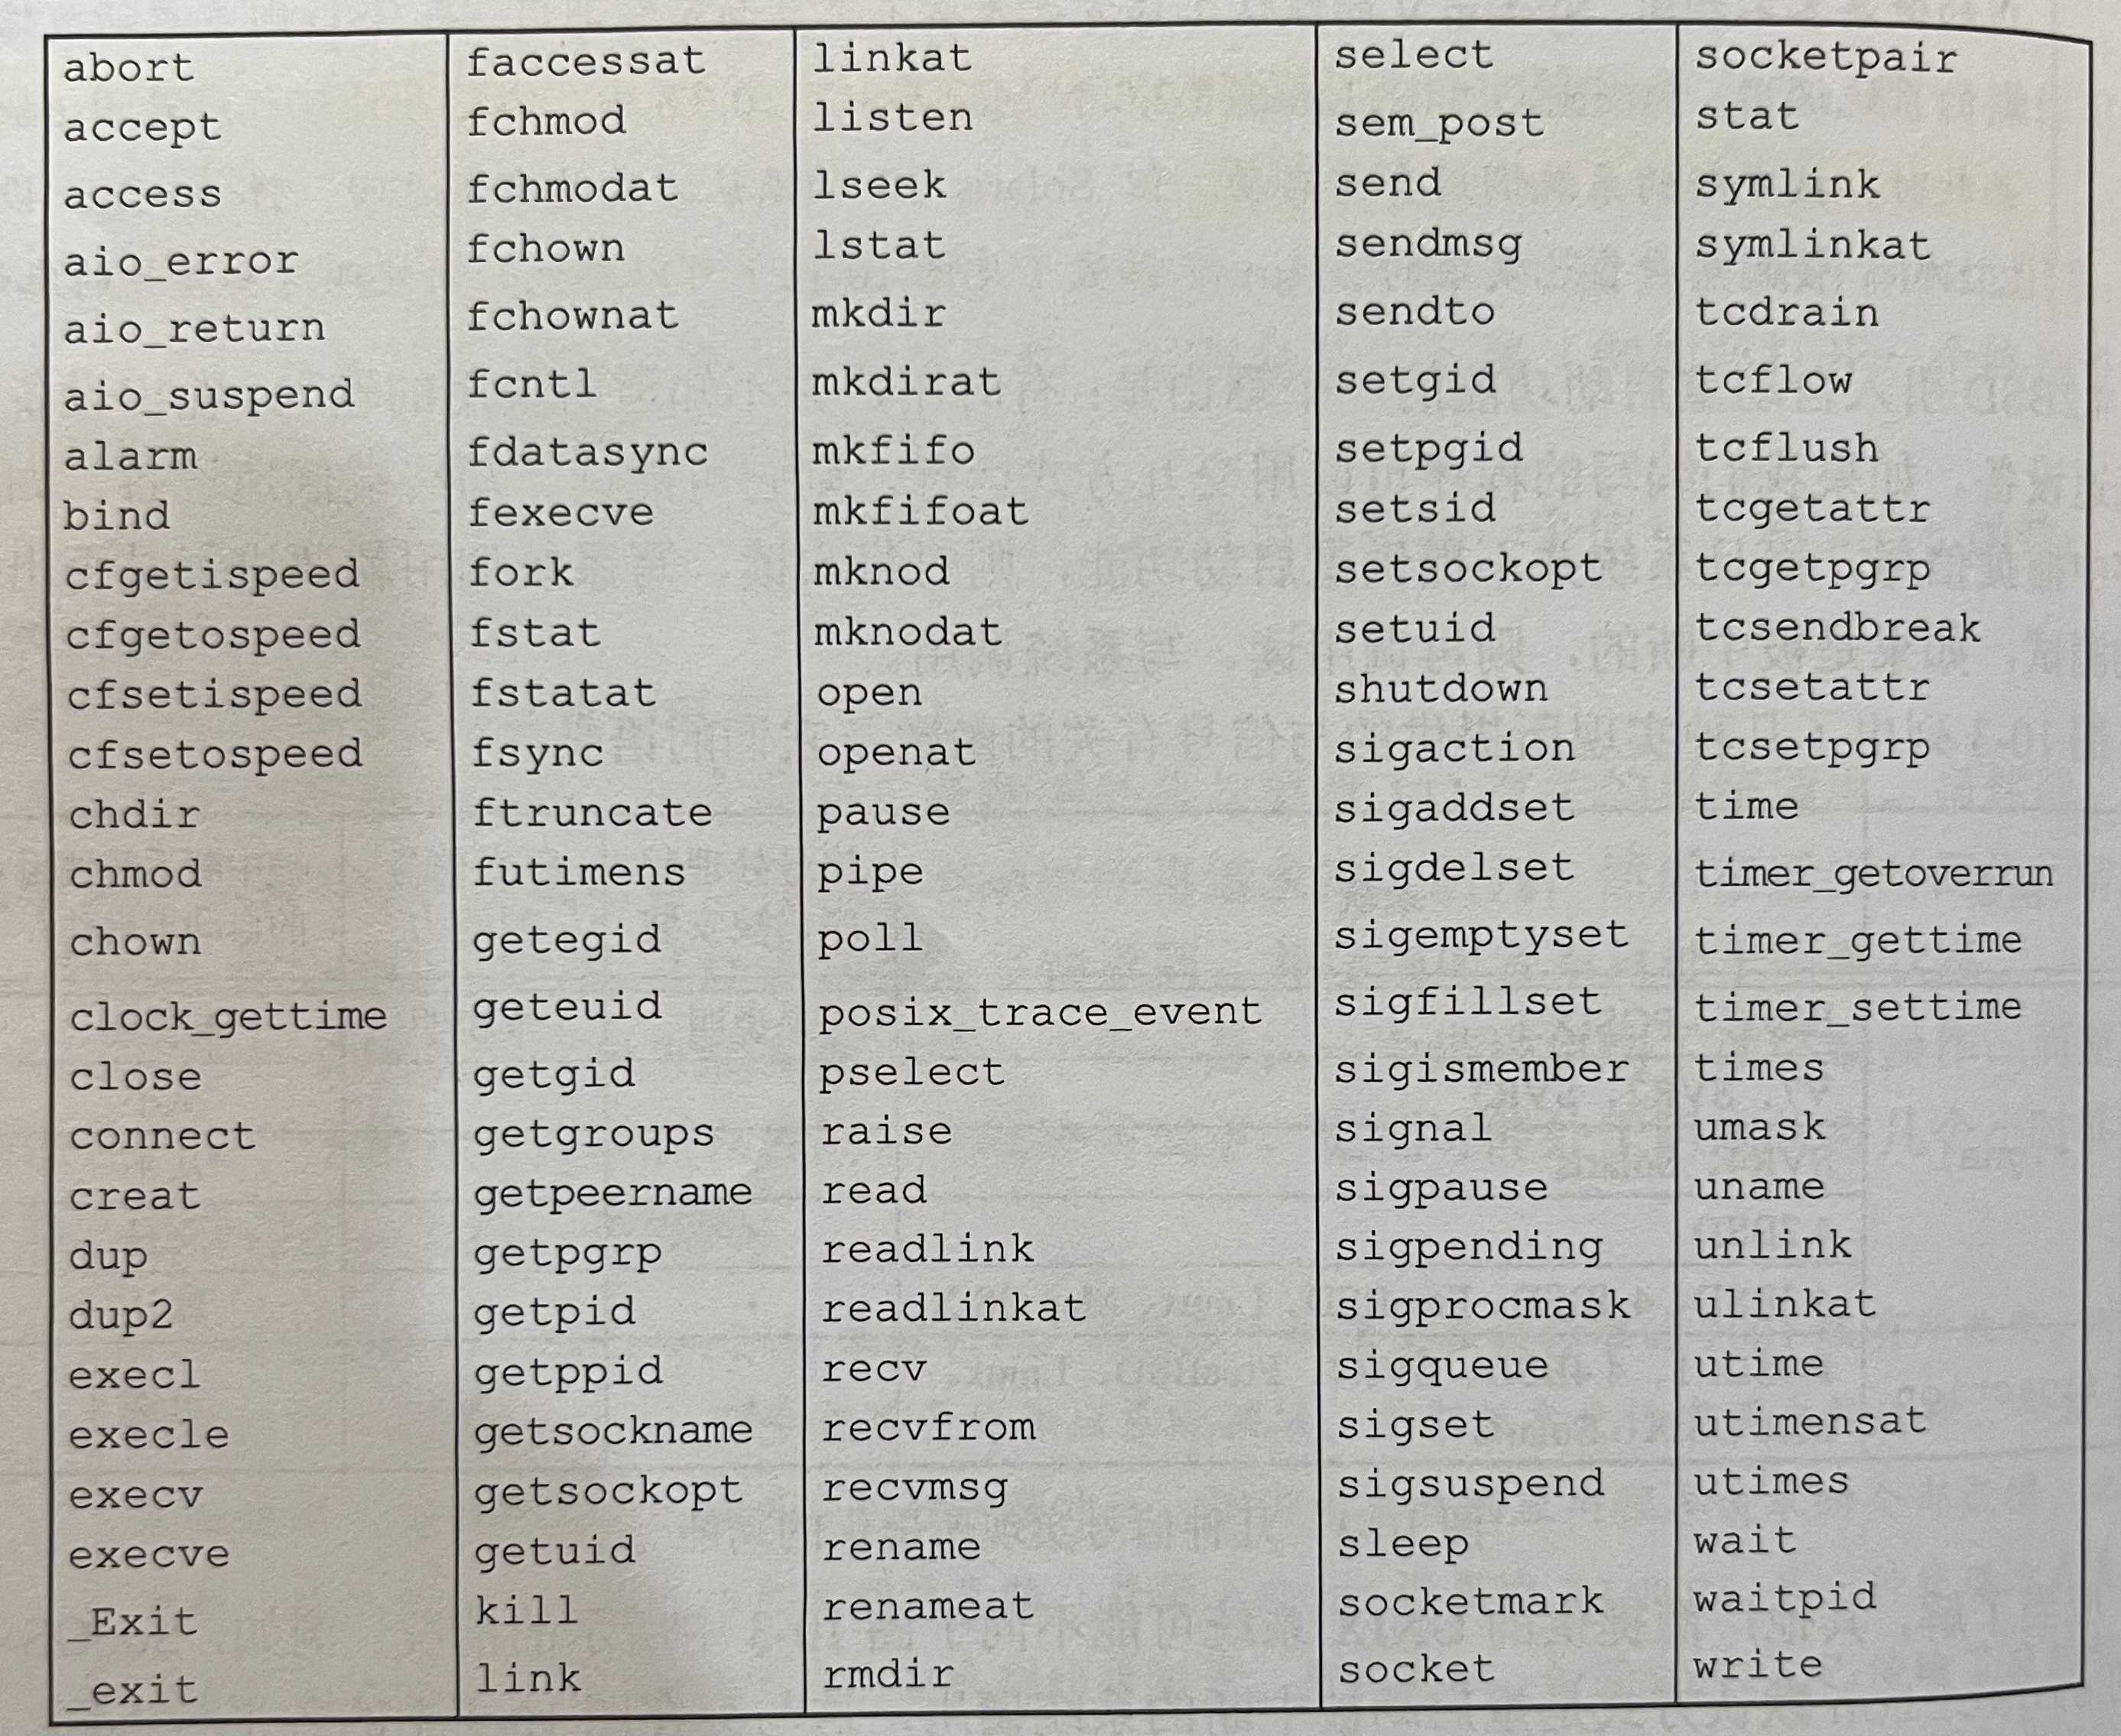 abort faccessat linkat select socketpair
accept fchmod listen sem_post stat
access fchmodat lseek send symlink
aio_error fchown lstat sendmsg symlinkat
aio_return fchownat mkdir sendto tcdrain
aio_suspend fcntl mkdirat setgid tcflow
alarm fdatasync mkfifo setpgid tcflush
bind fexecve mkfifoat setsid tcgetattr
cfgetispeed fork mknod setsockopt tcgetpgrp
cfgetospeed fstat mknodat setuid tcsendbreak
cfsetispeed fstatat open shutdown tcsetattr
cfsetospeed fsync openat sigaction tcsetpgrp
chdir ftruncate pause sigaddset time
chmod futimens pipe sigdelset timer_getoverrun
chown getegid poll sigemptyset timer_gettime
clock_gettime geteuid posix_trace_event sigfillset timer_settime
close getgid pselect sigismember times
connect getgroups raise signal umask
creat getpeername read sigpause uname
dup getpgrp readlink sigpending unlink
dup2 getpid readlinkat sigprocmask ulinkat
execl getppid recv sigqueue utime
execle getsockname recvfrom sigset utimensat
execv getsockopt recvmsg sigsuspend utimes
execve getuid rename sleep wait
_Exit kill renameat socketmark waitpid
_exit link rmdir socket write